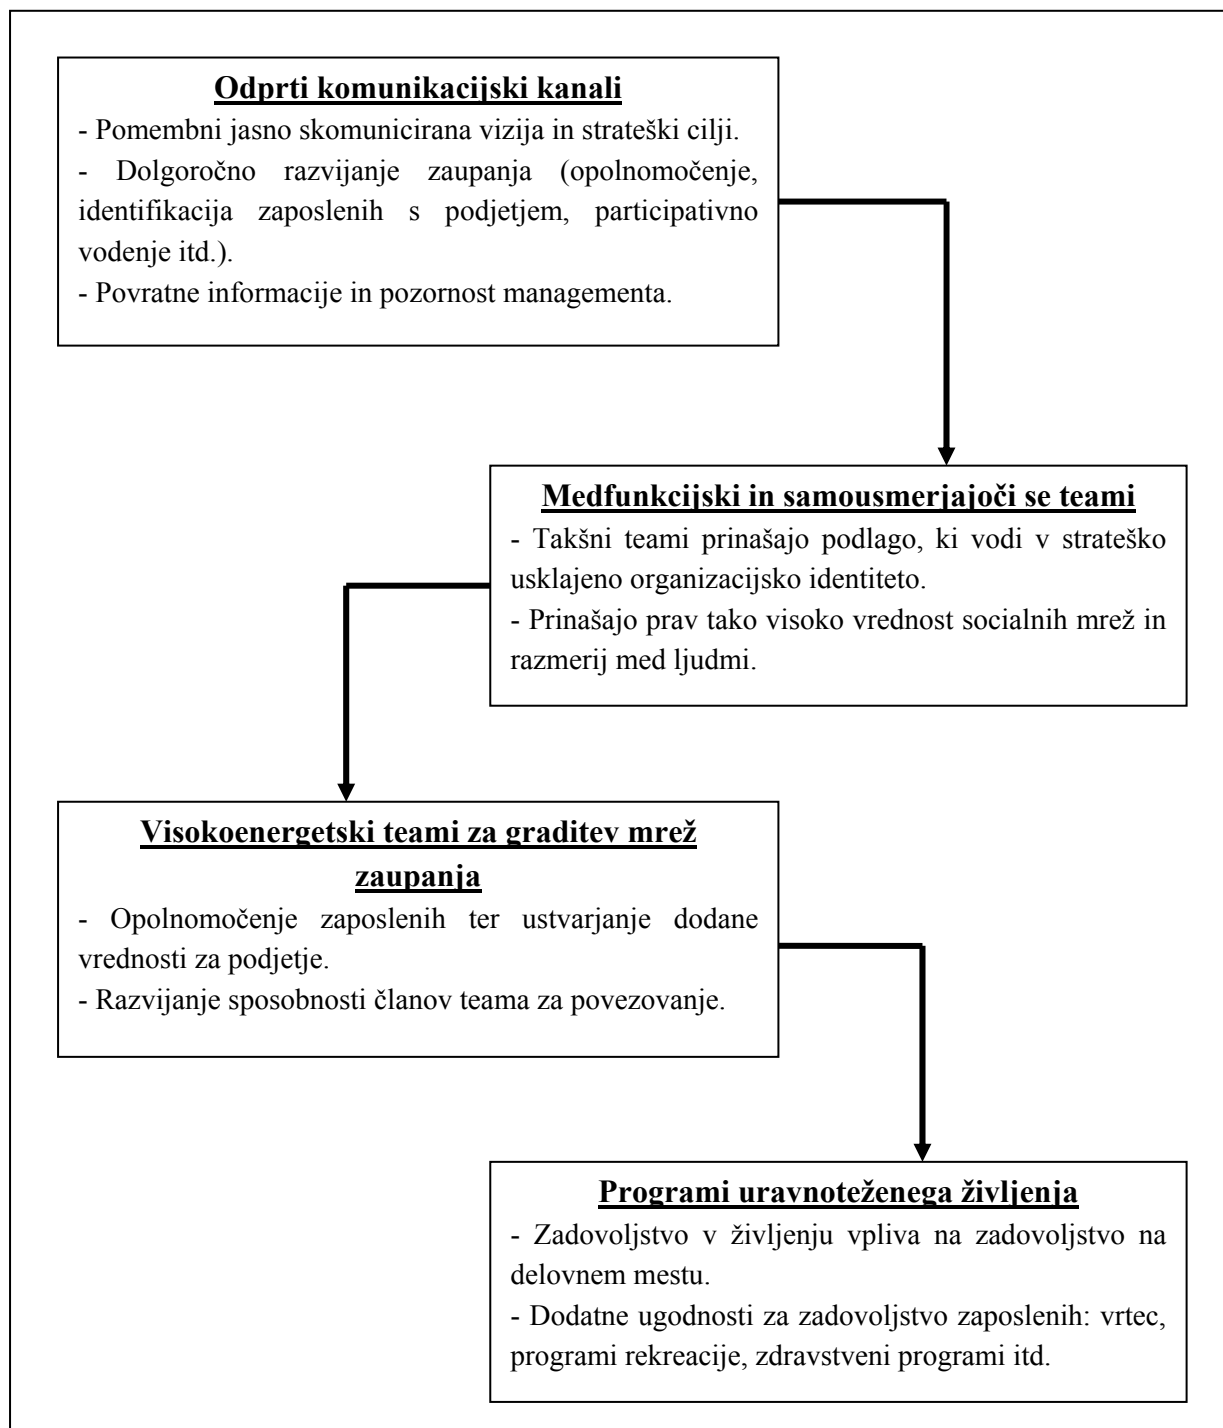 Odprti komunikacijski kanali
- Pomembni jasno skomunicirana vizija in strateški cilji.
- Dolgoročno razvijanje zaupanja (opolnomočenje,
identifikacija zaposlenih s podjetjem, participativno
vodenje itd.).
- Povratne informacije in pozornost managementa.
Medfunkcijski in samousmerjajoči se teami
- Takšni teami prinašajo podlago, ki vodi v strateško
usklajeno organizacijsko identiteto.
- Prinašajo prav tako visoko vrednost socialnih mrež in
razmerij med ljudmi.
Visokoenergetski teami za graditev mrež
zaupanja
- Opolnomočenje zaposlenih ter ustvarjanje dodane
vrednosti za podjetje.
- Razvijanje sposobnosti članov teama za povezovanje.
Programi uravnoteženega življenja
- Zadovoljstvo v življenju vpliva na zadovoljstvo na
delovnem mestu.
- Dodatne ugodnosti za zadovoljstvo zaposlenih: vrtec,
programi rekreacije, zdravstveni programi itd.